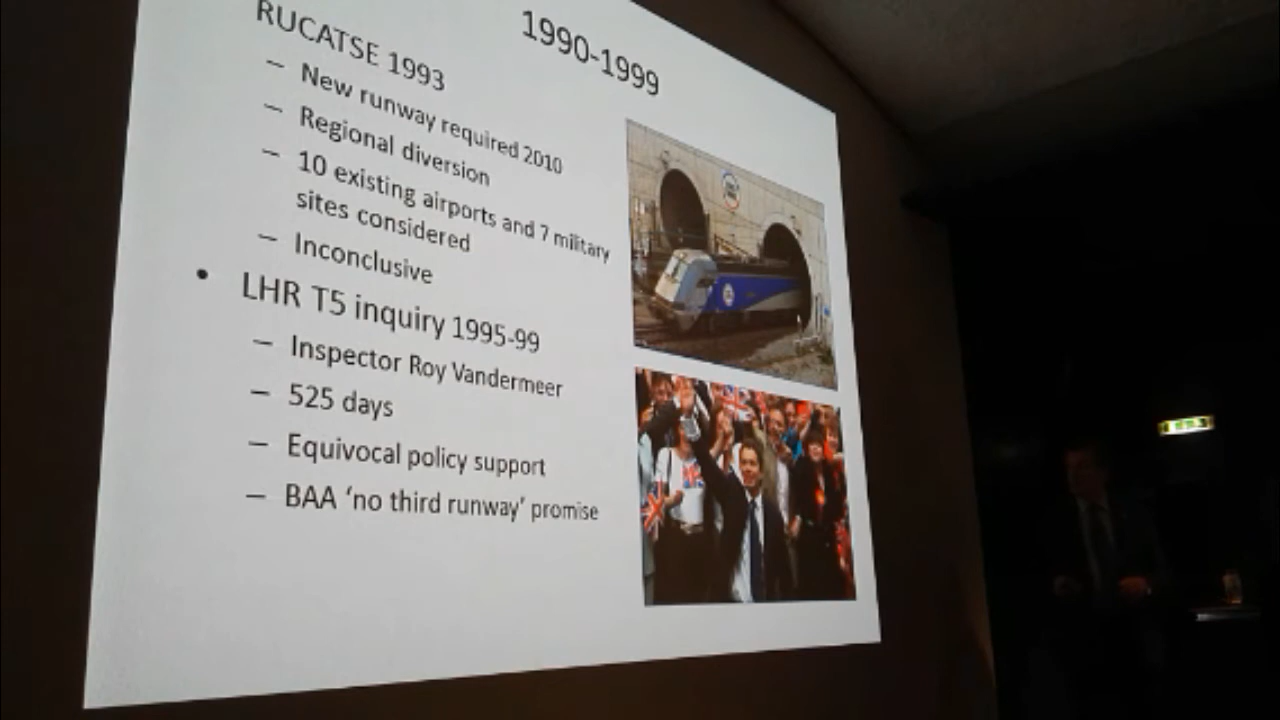 1990-1999
RUCATSE 1993
– New runway required 2010
– Regional diversion
– 10 existing airports and 7 military
sites considered
– Inconclusive
• LHR T5 inquiry 1995-99
– Inspector Roy Vandermeer
– 525 days
– Equivocal policy support
– BAA ‘no third runway’ promise